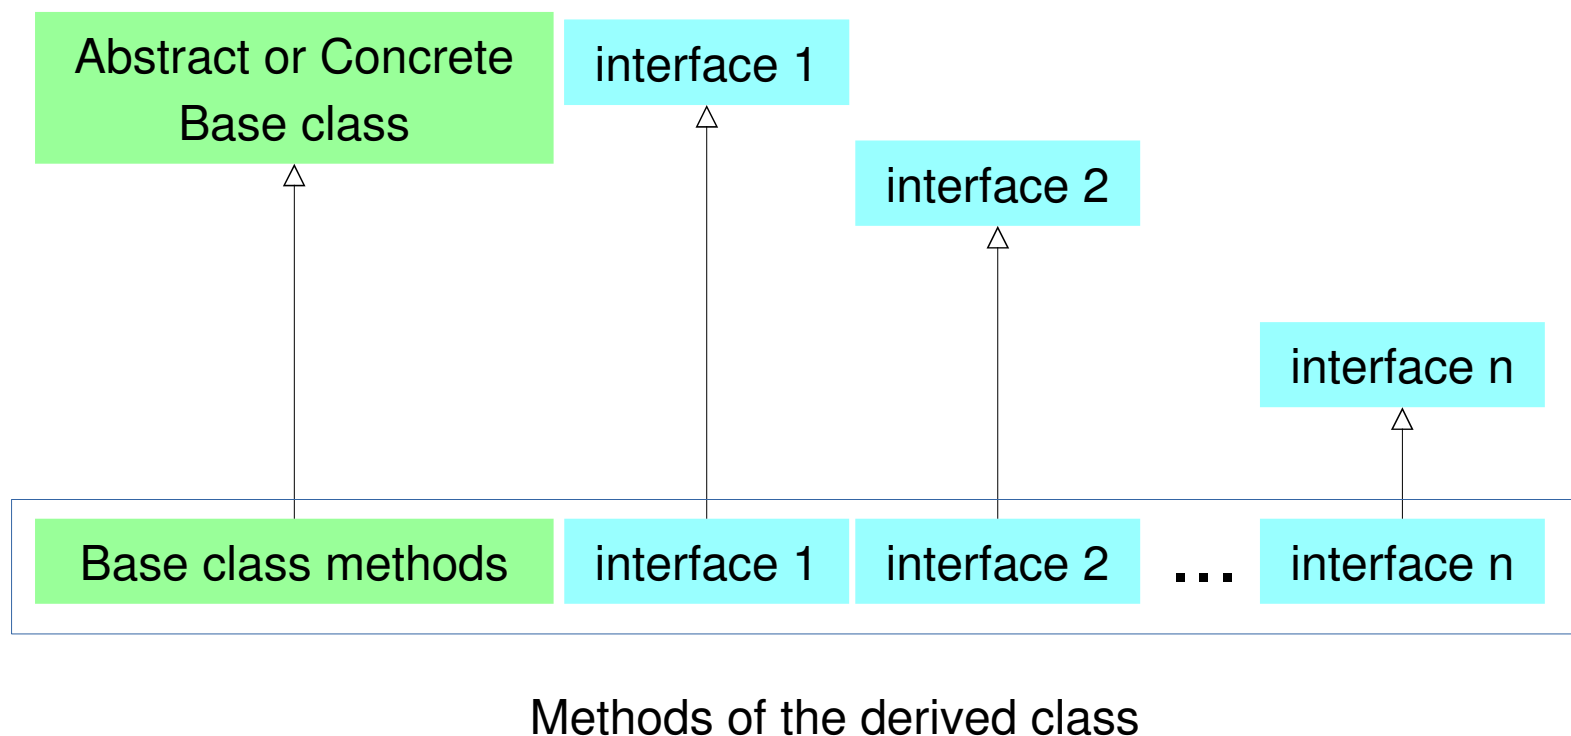 Abstract or Concrete
Base class
interface 1
interface 2
interface n
Base class methods
interface 1
interface 2
...
interface n
Methods of the derived class